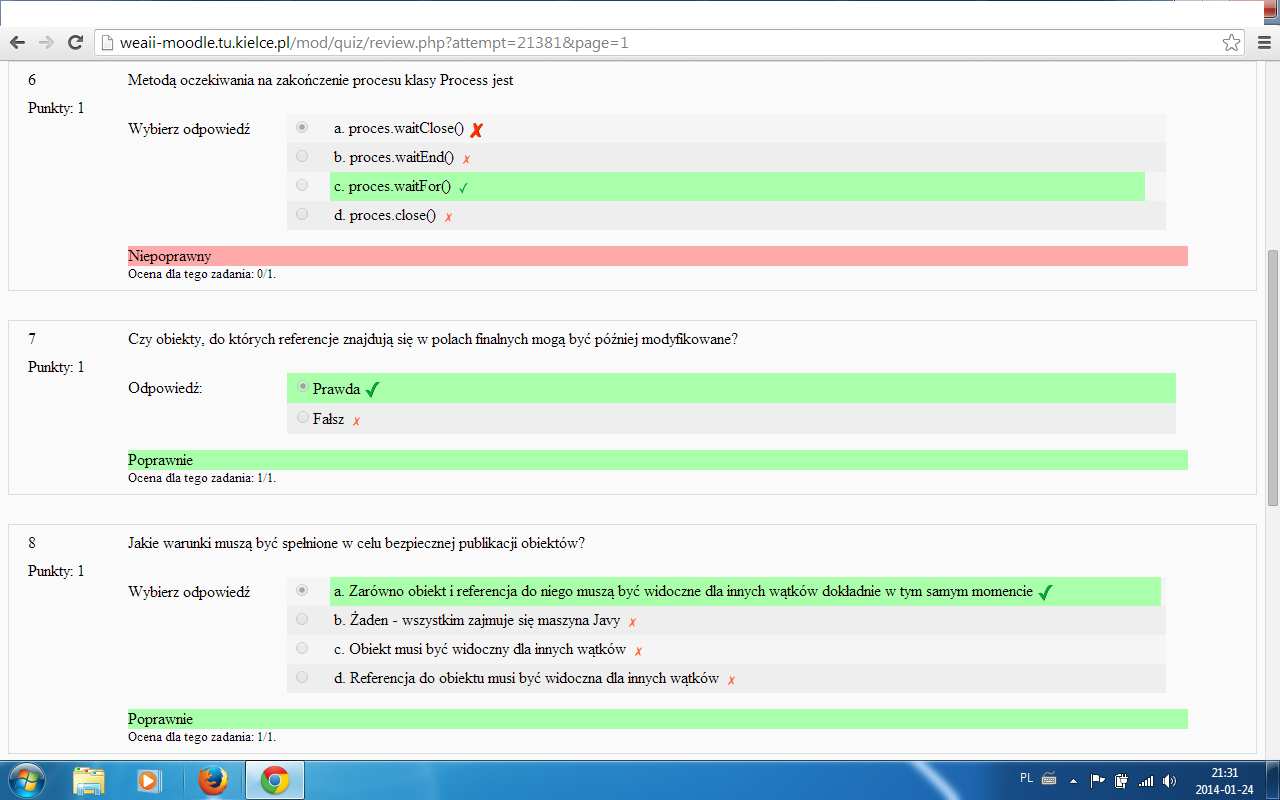 weaii-moodle.tu.kielce.pl/mod/quiz/review.php?attempt=21381&page=1
6
Metodą oczekiwania na zakończenie procesu klasy Process jest
Punkty: 1
Wybierz odpowiedź
a. proces.waitClose() ✗
b. proces.waitEnd() ✗
c. proces.waitFor() ✓
d. proces.close() ✗
Niepoprawny
Ocena dla tego zadania: 0/1.
7
Czy obiekty, do których referencje znajdują się w polach finalnych mogą być później modyfikowane?
Punkty: 1
Odpowiedź:
Prawda ✓
Fałsz ✗
Poprawnie
Ocena dla tego zadania: 1/1.
8
Jakie warunki muszą być spełnione w celu bezpiecznej publikacji obiektów?
Punkty: 1
Wybierz odpowiedź
a. Zarówno obiekt i referencja do niego muszą być widoczne dla innych wątków dokładnie w tym samym momencie ✓
b. Żaden - wszystkim zajmuje się maszyna Javy ✗
c. Obiekt musi być widoczny dla innych wątków ✗
d. Referencja do obiektu musi być widoczna dla innych wątków ✗
Poprawnie
Ocena dla tego zadania: 1/1.
PL
21:31
2014-01-24